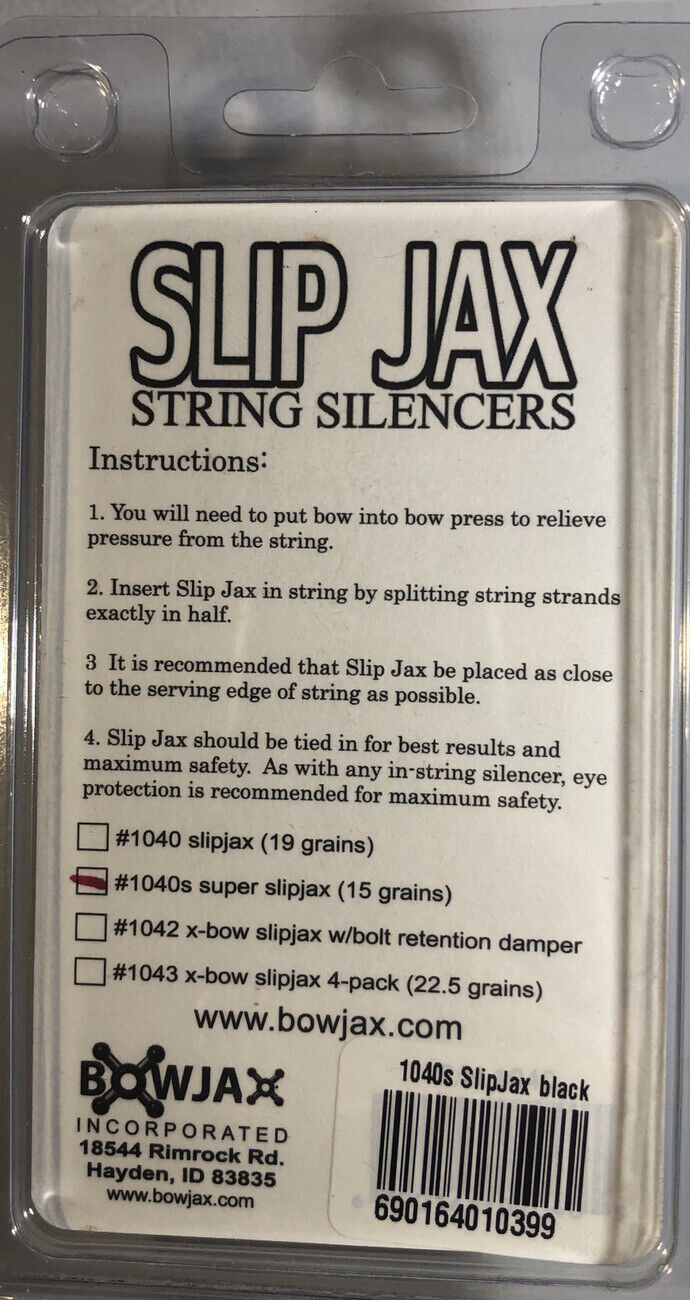 SLIP JAX
STRING SILENCERS
Instructions:
1. You will need to put bow into bow press to relieve
pressure from the string.
2. Insert Slip Jax in string by splitting string strands
exactly in half.
3 It is recommended that Slip Jax be placed as close
to the serving edge of string as possible.
4. Slip Jax should be tied in for best results and
maximum safety. As with any in-string silencer, eye
protection is recommended for maximum safety.
#1040 slipjax (19 grains)
#1040s super slipjax (15 grains)
#1042 x-bow slipjax w/bolt retention damper
#1043 x-bow slipjax 4-pack (22.5 grains)
www.bowjax.com
BOWJAX
INCORPORATED
18544 Rimrock Rd.
Hayden, ID 83835
www.bowjax.com
1040s SlipJax black
690164010399